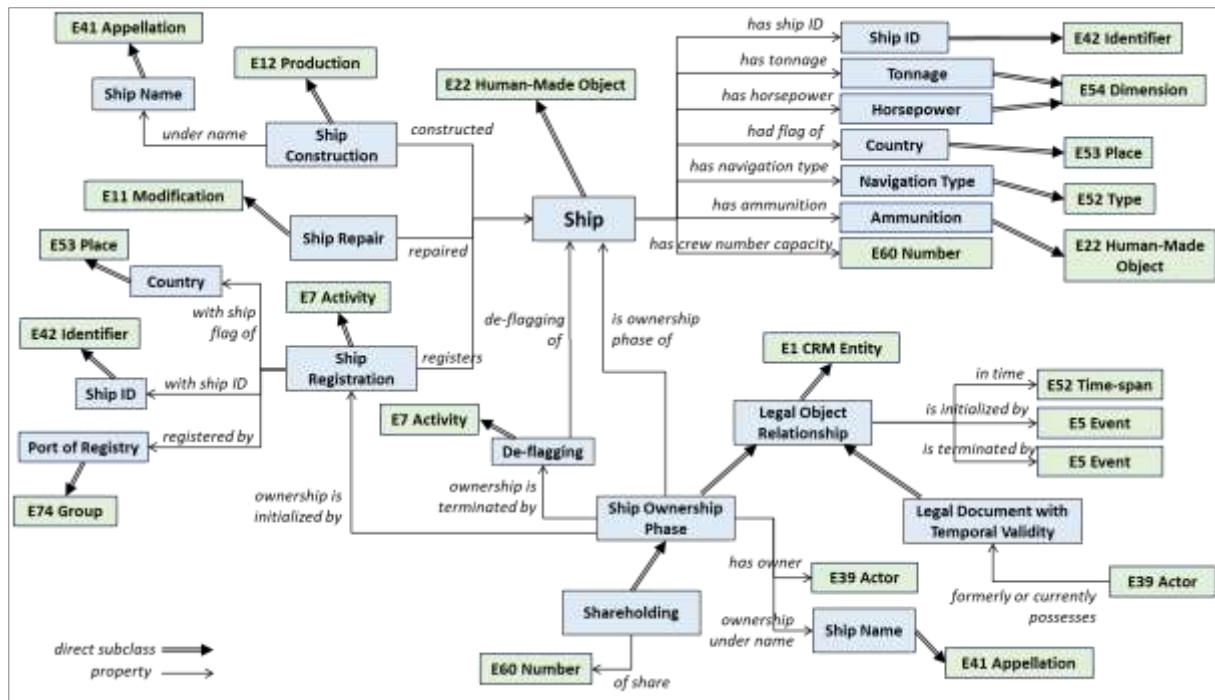 E41 Appellation
has ship ID
Ship ID
E42 Identifier
E12 Production
Ship Name
E22 Human-Made Object
has tonnage
Tonnage
E54 Dimension
has horsepower
Horsepower
under name
Ship
Construction
constructed
had flag of
Country
E53 Place
has navigation type
Navigation Type
E52 Type
E11 Modification
Ship
has ammunition
Ammunition
Ship Repair
repaired
has crew number capacity
E60 Number
E22 Human-Made
Object
E53 Place
Country
E7 Activity
with ship
flag of
de-flagging
of
is ownership
phase of
E42 Identifier
Ship
Registration
registers
E1 CRM Entity
Ship ID
with ship ID
in time
E52 Time-span
E7 Activity
Legal Object
Relationship
is initialized by
E5 Event
Port of Registry
registered by
De-flagging
is terminated by
E5 Event
ownership is
initialized by
ownership is
terminated by
E74 Group
Ship Ownership
Phase
Legal Document with
Temporal Validity
has owner
E39 Actor
E39 Actor
formerly or currently
possesses
Shareholding
ownership
under name
Ship Name
direct subclass
property
E60 Number
of share
E41 Appellation